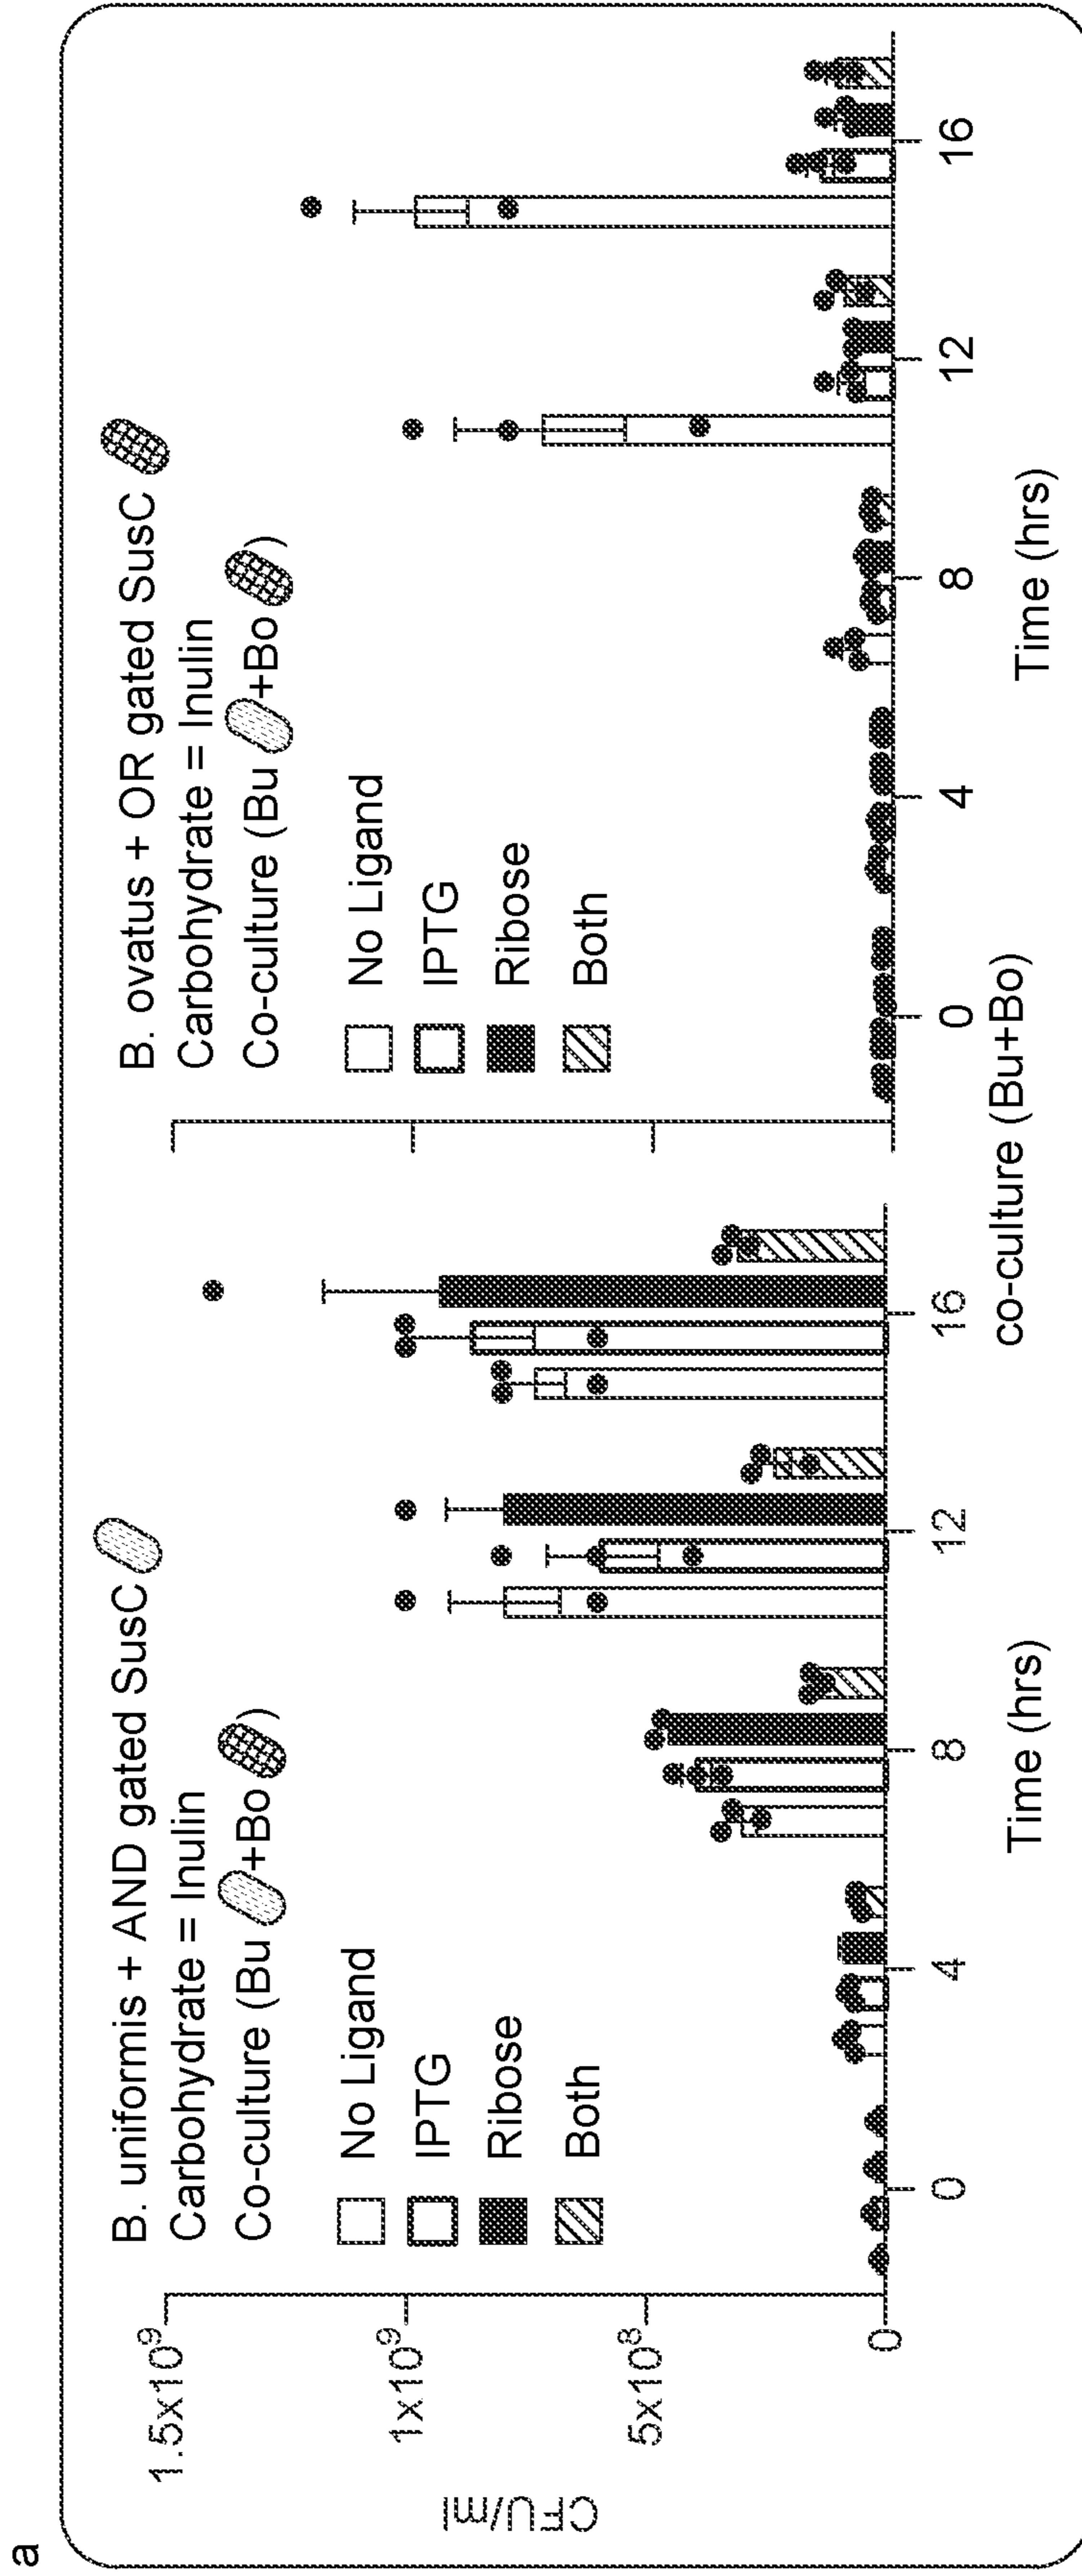 a
B. uniformis + AND gated SusC
Carbohydrate = Inulin
Co-culture (Bu +Bo )
No Ligand
IPTG
Ribose
Both
CFU/ml
1.5x10⁹
1x10⁹
5x10⁸
0
0 4 8 12 16
Time (hrs)
B. ovatus + OR gated SusC
Carbohydrate = Inulin
Co-culture (Bu +Bo )
No Ligand
IPTG
Ribose
Both
0 4 8 12 16
Time (hrs)
co-culture (Bu+Bo)